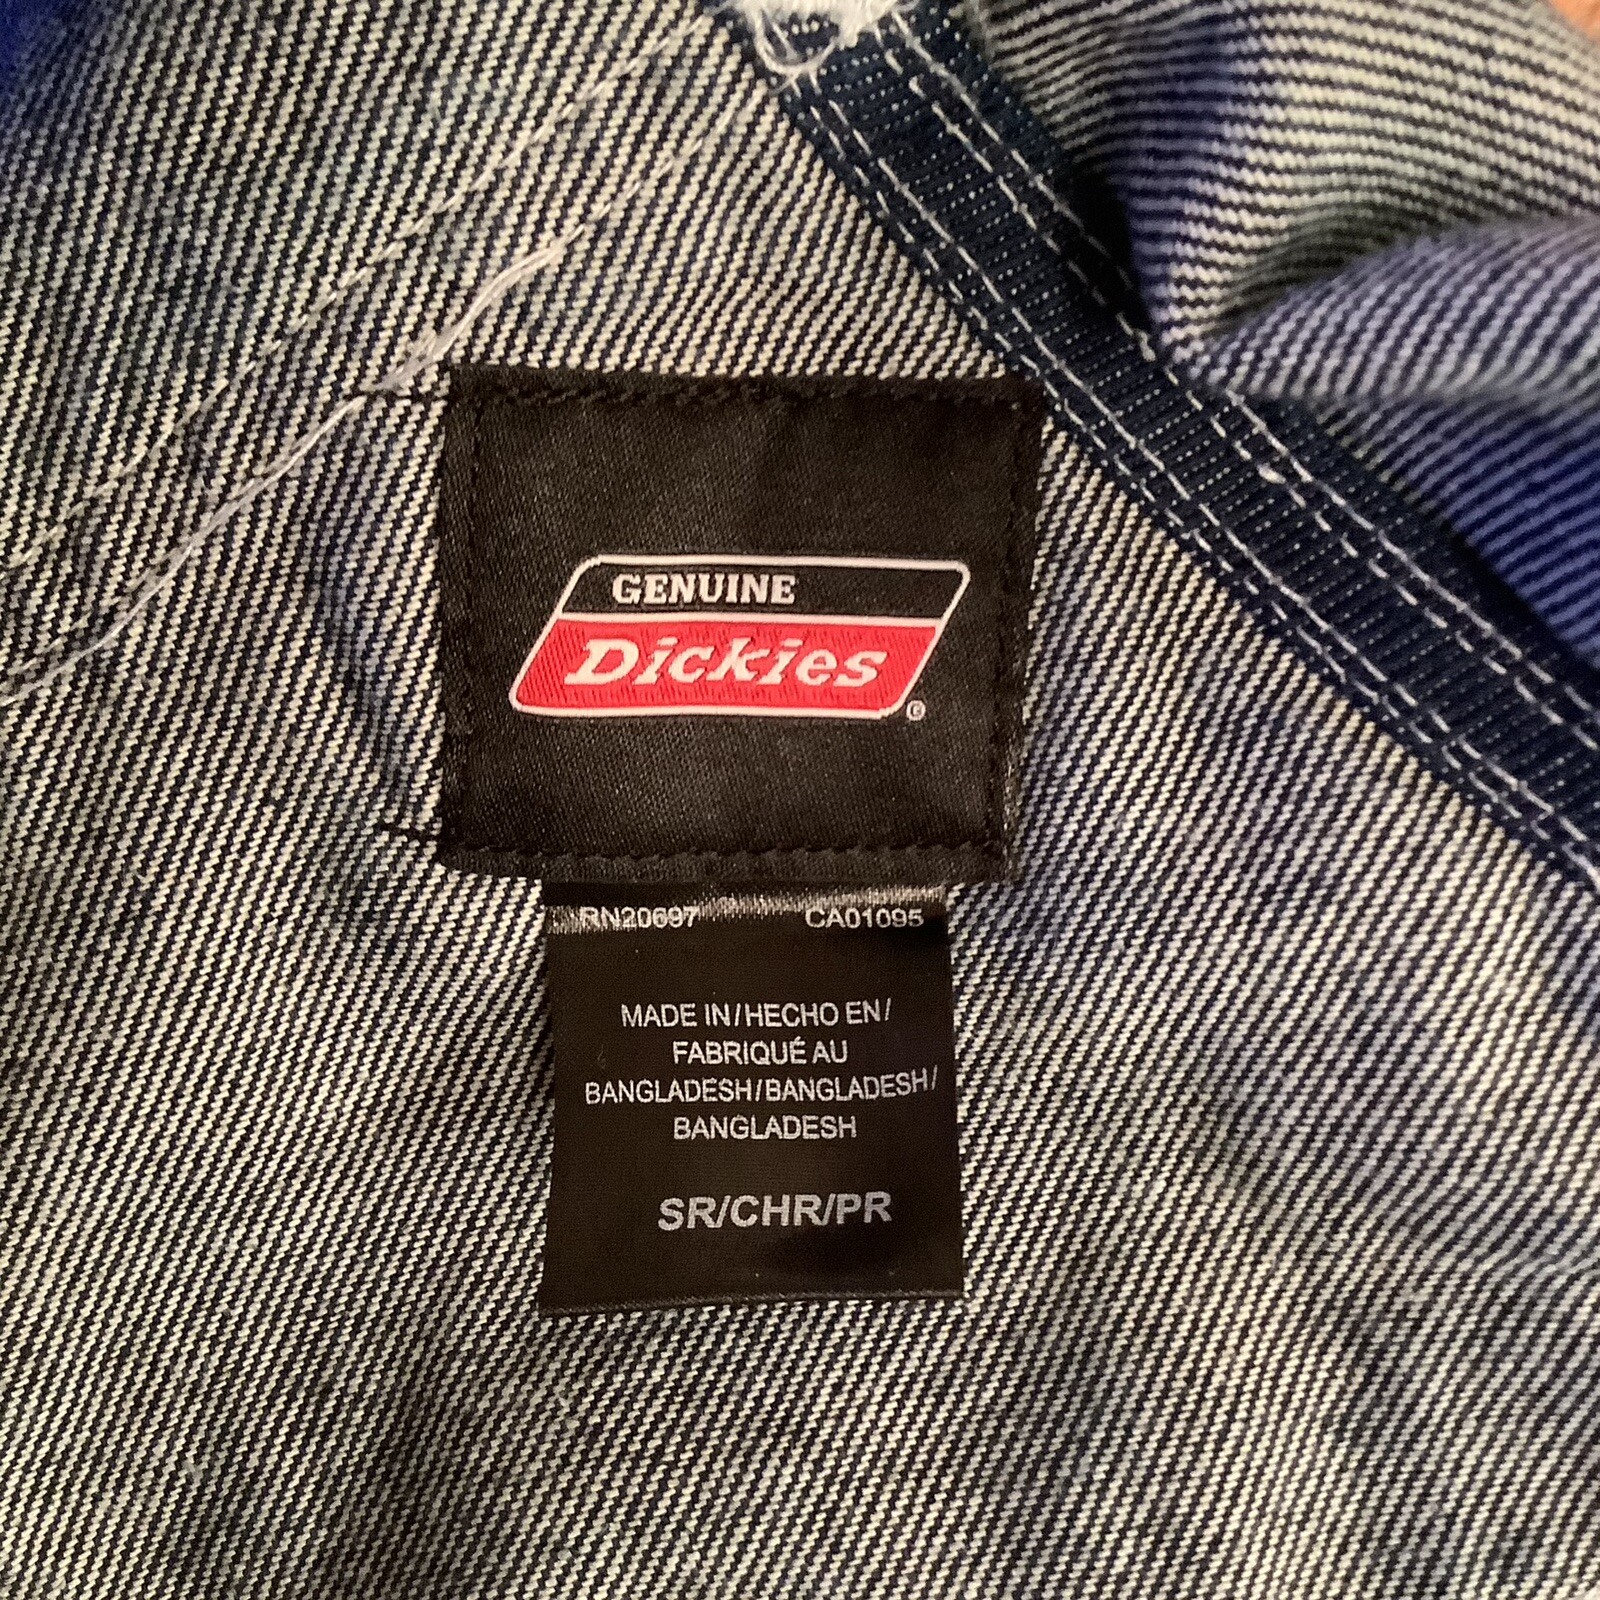 GENUINE
Dickies
RN20697 CA01095
MADE IN/HECHO EN/
FABRIQUÉ AU
BANGLADESH/BANGLADESH/
BANGLADESH
SR/CHR/PR